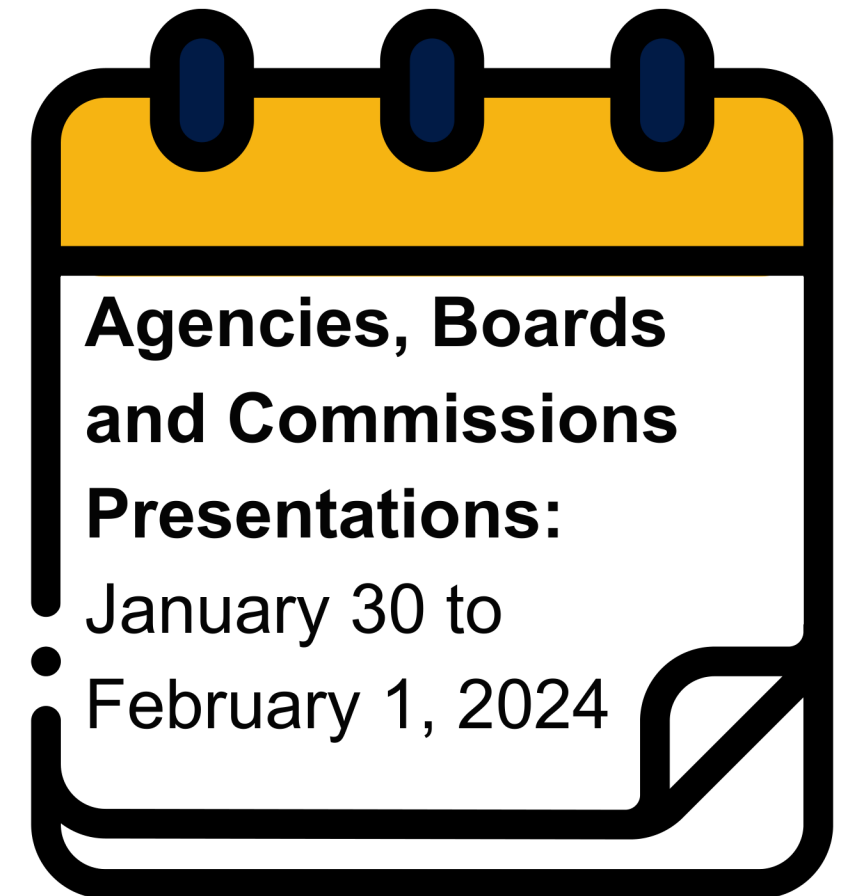 Agencies, Boards
and Commissions
Presentations:
January 30 to
February 1, 2024